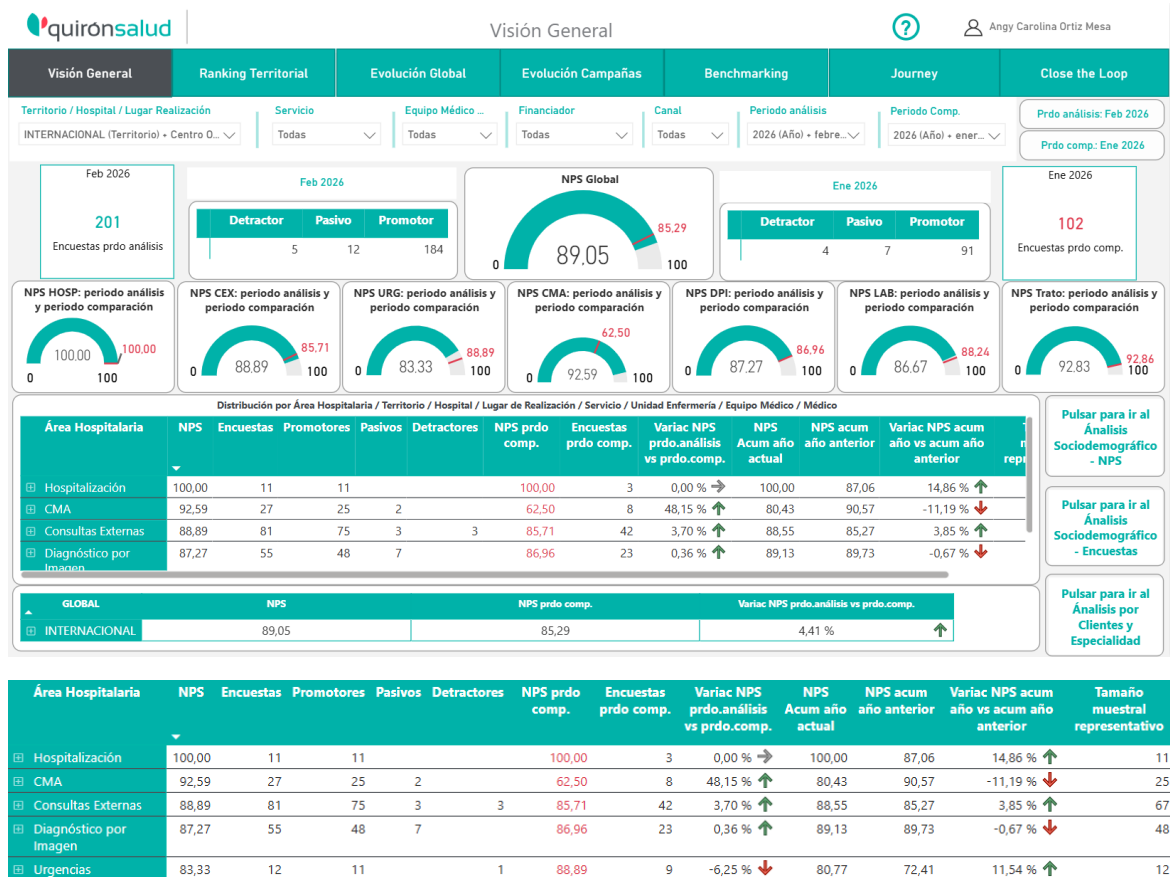 quirónsalud
Visión General
?
Angy Carolina Ortiz Mesa
Visión General
Ranking Territorial
Evolución Global
Evolución Campañas
Benchmarking
Journey
Close the Loop
Territorio / Hospital / Lugar Realización
Servicio
Equipo Médico ...
Financiador
Canal
Periodo análisis
Periodo Comp.
INTERNACIONAL (Territorio) + Centro O...
Todas
Todas
Todas
Todas
2026 (Año) + febre...
2026 (Año) + ener...
Prdo análisis: Feb 2026
Prdo comp.: Ene 2026
Feb 2026
201
Encuestas prdo análisis
Feb 2026
Detractor Pasivo Promotor
5 12 184
NPS Global
85,29
89,05
0 100
Ene 2026
Detractor Pasivo Promotor
4 7 91
Ene 2026
102
Encuestas prdo comp.
NPS HOSP: periodo análisis
y periodo comparación
100,00
100,00
0 100
NPS CEX: periodo análisis y
periodo comparación
85,71
88,89
0 100
NPS URG: periodo análisis y
periodo comparación
88,89
83,33
0 100
NPS CMA: periodo análisis y
periodo comparación
62,50
92,59
0 100
NPS DPI: periodo análisis y
periodo comparación
86,96
87,27
0 100
NPS LAB: periodo análisis y
periodo comparación
88,24
86,67
0 100
NPS Trato: periodo análisis y
periodo comparación
92,86
92,83
0 100
Distribución por Área Hospitalaria / Territorio / Hospital / Lugar de Realización / Servicio / Unidad Enfermería / Equipo Médico / Médico
Área Hospitalaria NPS Encuestas Promotores Pasivos Detractores NPS prdo comp. Encuestas prdo comp. Variac NPS prdo.análisis vs prdo.comp. NPS Acum año actual NPS acum año anterior Variac NPS acum año vs acum año anterior
Hospitalización 100,00 11 11 100,00 3 0,00 % 100,00 87,06 14,86 %
CMA 92,59 27 25 2 62,50 8 48,15 % 80,43 90,57 -11,19 %
Consultas Externas 88,89 81 75 3 3 85,71 42 3,70 % 88,55 85,27 3,85 %
Diagnóstico por 87,27 55 48 7 86,96 23 0,36 % 89,13 89,73 -0,67 %
Imagen
GLOBAL NPS NPS prdo comp. Variac NPS prdo.análisis vs prdo.comp.
INTERNACIONAL 89,05 85,29 4,41 %
Pulsar para ir al
Ánalisis
Sociodemográfico
- NPS
Pulsar para ir al
Ánalisis
Sociodemográfico
- Encuestas
Pulsar para ir al
Ánalisis por
Clientes y
Especialidad
Área Hospitalaria NPS Encuestas Promotores Pasivos Detractores NPS prdo comp. Encuestas prdo comp. Variac NPS prdo.análisis vs prdo.comp. NPS Acum año actual NPS acum año anterior Variac NPS acum año vs acum año anterior Tamaño muestral representativo
Hospitalización 100,00 11 11 100,00 3 0,00 % 100,00 87,06 14,86 % 11
CMA 92,59 27 25 2 62,50 8 48,15 % 80,43 90,57 -11,19 % 25
Consultas Externas 88,89 81 75 3 3 85,71 42 3,70 % 88,55 85,27 3,85 % 67
Diagnóstico por 87,27 55 48 7 86,96 23 0,36 % 89,13 89,73 -0,67 % 48
Imagen
Urgencias 83,33 12 11 1 88,89 9 -6,25 % 80,77 72,41 11,54 % 12